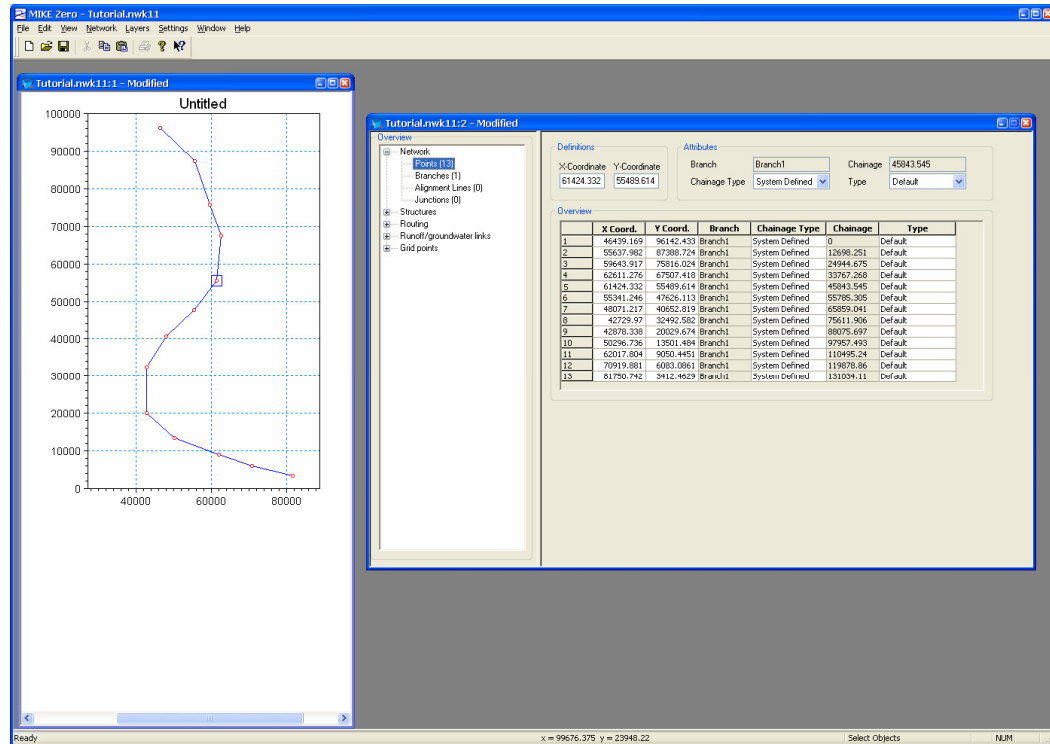 MIKE Zero - Tutorial.nwk11
File Edit View Network Layers Settings Window Help
Tutorial.nwk11:1 - Modified
Untitled
100000
90000
80000
70000
60000
50000
40000
30000
20000
10000
0
40000 60000 80000
Tutorial.nwk11:2 - Modified
Overview
Network
Points (13)
Branches (1)
Alignment Lines (0)
Junctions (0)
Structures
Routing
Runoff/groundwater links
Grid points
Definitions
X-Coordinate Y-Coordinate
61424.332 55489.614
Attributes
Branch Branch1 Chainage 45843.545
Chainage Type System Defined Type Default
Overview
X Coord. Y Coord. Branch Chainage Type Chainage Type
1 46439.169 96142.433 Branch1 System Defined 0 Default
2 55637.982 87388.724 Branch1 System Defined 12698.251 Default
3 59643.917 75816.024 Branch1 System Defined 24944.675 Default
4 62611.276 67507.418 Branch1 System Defined 33767.268 Default
5 61424.332 55489.614 Branch1 System Defined 45843.545 Default
6 55341.246 47626.113 Branch1 System Defined 55785.305 Default
7 48071.217 40652.819 Branch1 System Defined 65859.041 Default
8 42729.97 32492.582 Branch1 System Defined 75611.906 Default
9 42878.338 20029.674 Branch1 System Defined 88075.697 Default
10 50296.736 13501.484 Branch1 System Defined 97957.493 Default
11 62017.804 9050.4451 Branch1 System Defined 110495.24 Default
12 70919.881 6083.0861 Branch1 System Defined 119878.86 Default
13 81750.742 3412.4629 Branch1 System Defined 131034.11 Default
Ready x = 99676.375 y = 23948.22 Select Objects NUM